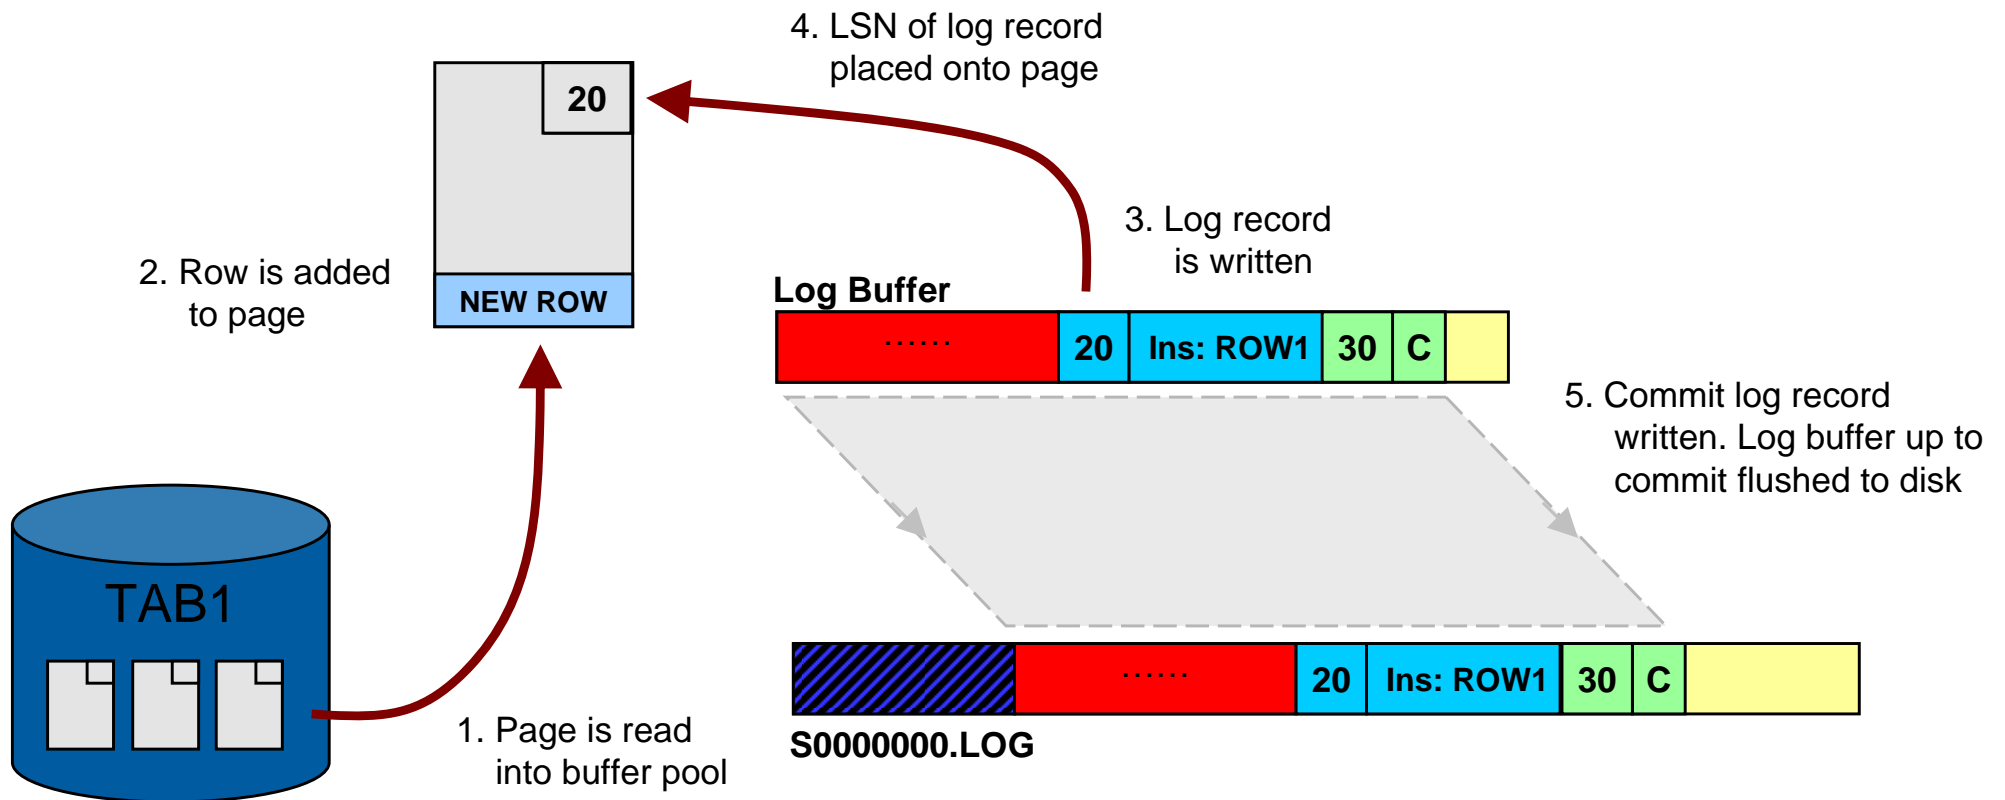 4. LSN of log record
placed onto page
20
3. Log record
is written
2. Row is added
to page
NEW ROW
Log Buffer
......
20
Ins: ROW1
30
C
5. Commit log record
written. Log buffer up to
commit flushed to disk
TAB1
......
20
Ins: ROW1
30
C
1. Page is read
into buffer pool
S0000000.LOG